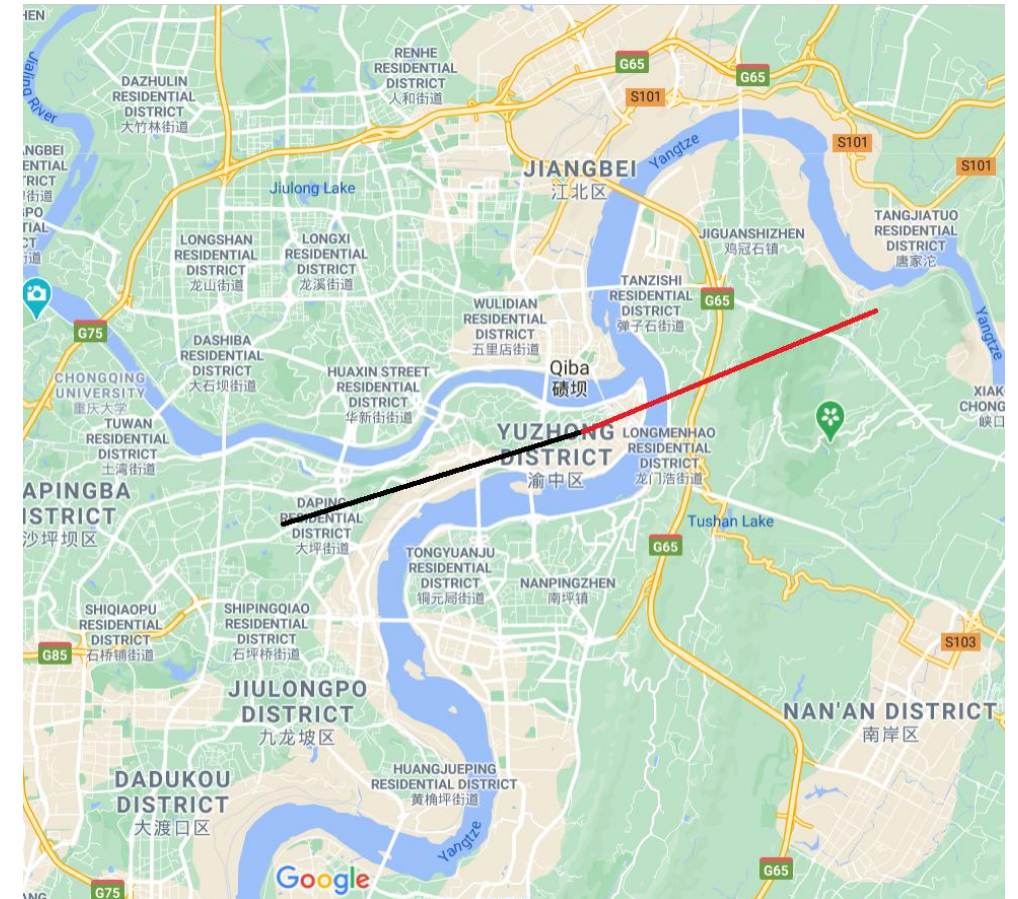 HEN
RENHE
RESIDENTIAL
DISTRICT
人和街道
G65
G65
DAZHULIN
RESIDENTIAL
DISTRICT
大竹林街道
Jialing River
S101
S101
S101
ANGBEI
ENTIAL
TRICT
Yangtze
JIANGBEI
江北区
Jiulong Lake
TANGJIATUO
RESIDENTIAL
DISTRICT
唐家沱
JIGUANSHIZHEN
鸡冠石镇
LONGSHAN
RESIDENTIAL
DISTRICT
龙山街道
LONGXI
RESIDENTIAL
DISTRICT
龙溪街道
TANZISHI
RESIDENTIAL
DISTRICT
弹子石街道
G65
WULIDIAN
RESIDENTIAL
DISTRICT
五里店街道
G75
Yangtze
DASHIBA
RESIDENTIAL
DISTRICT
大石坝街道
Qiba
碛坝
HUAXIN STREET
RESIDENTIAL
DISTRICT
华新街街道
CHONGQING
UNIVERSITY
重庆大学
XIAK
CHONG
峡口
TUWAN
RESIDENTIAL
DISTRICT
土湾街道
YUZHONG
DISTRICT
渝中区
LONGMENHAO
RESIDENTIAL
DISTRICT
龙门浩街道
APINGBA
ISTRICT
沙坪坝区
DAPING
RESIDENTIAL
DISTRICT
大坪街道
Tushan Lake
G65
TONGYUANJU
RESIDENTIAL
DISTRICT
铜元局街道
NANPINGZHEN
南坪镇
SHIQIAOPU
RESIDENTIAL
DISTRICT
石桥铺街道
SHIPINGQIAO
RESIDENTIAL
DISTRICT
石坪桥街道
G85
S103
JIULONGPO
DISTRICT
九龙坡区
NAN'AN DISTRICT
南岸区
HUANGJUEPING
RESIDENTIAL DISTRICT
黄桷坪街道
DADUKOU
DISTRICT
大渡口区
Yangtze
Google
G65
G75